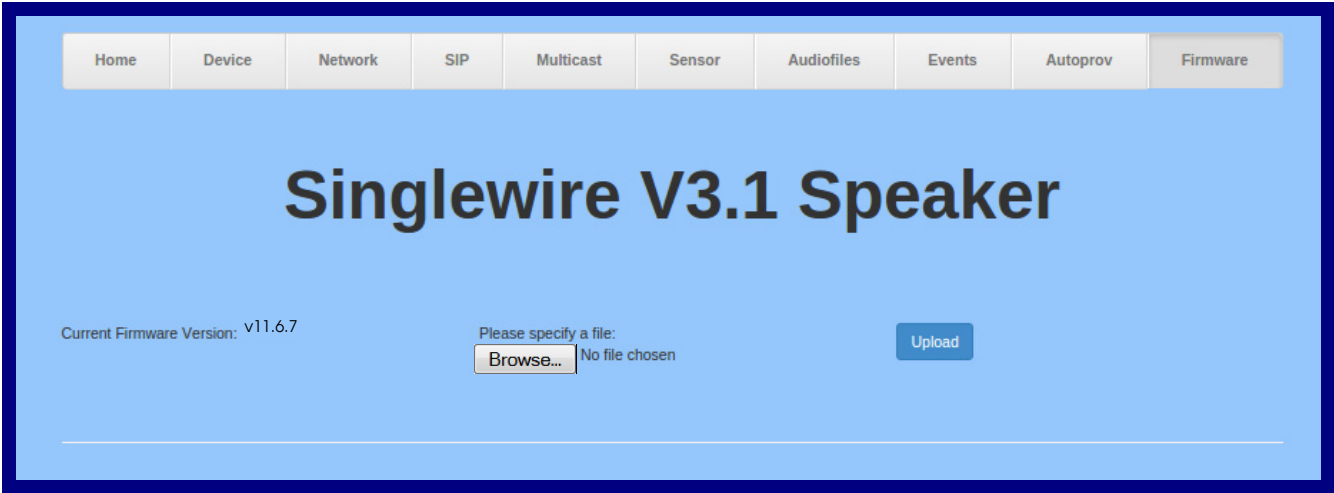 Home Device Network SIP Multicast Sensor Audiofiles Events Autoprov Firmware
Singlewire V3.1 Speaker
Current Firmware Version: v11.6.7
Please specify a file:
Browse... No file chosen
Upload